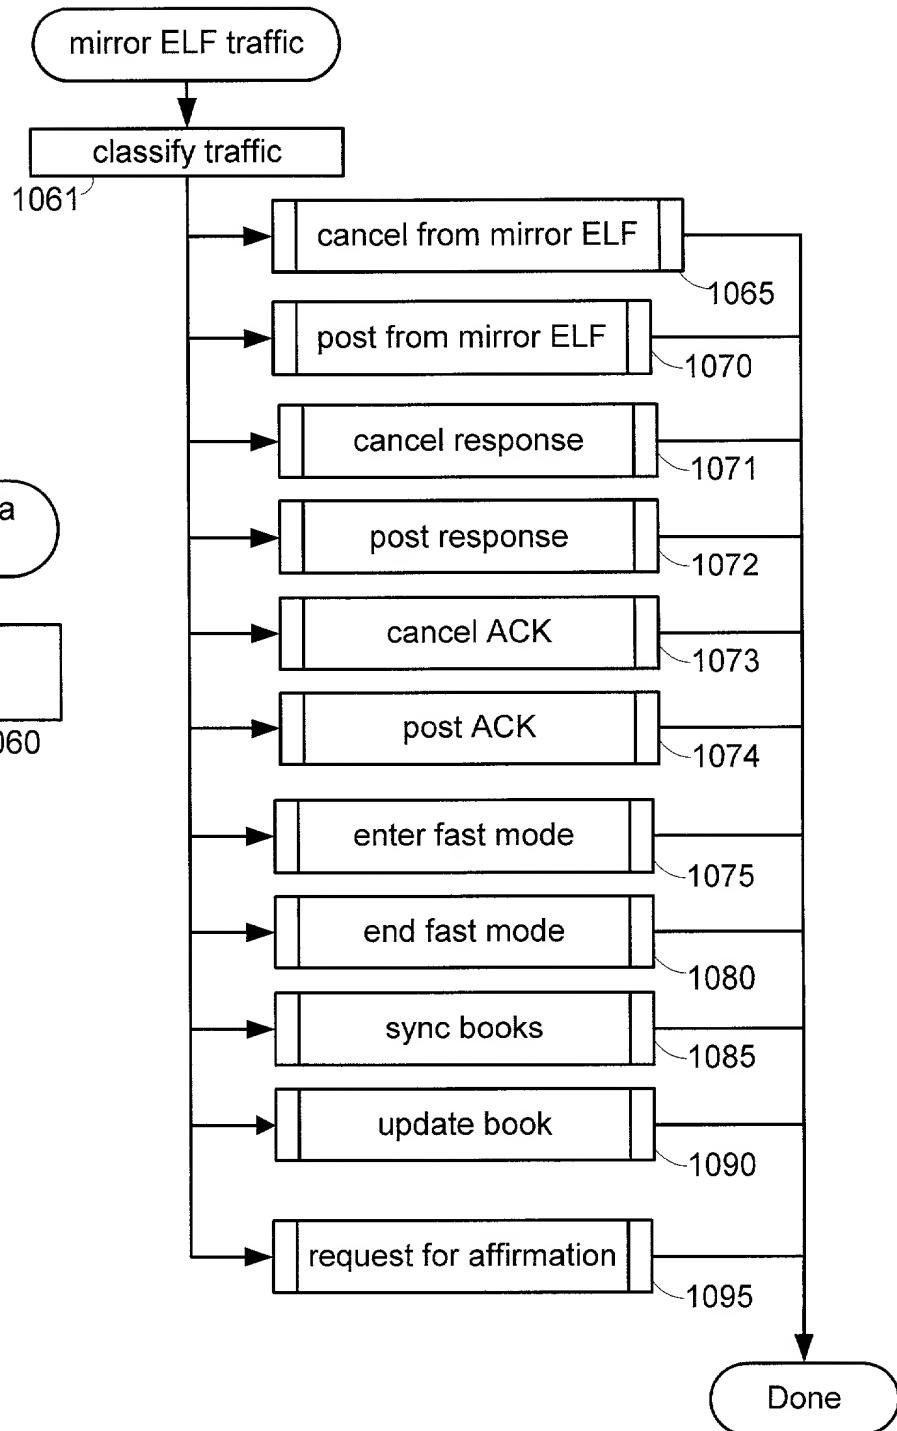 mirror ELF traffic
classify traffic
1061
cancel from mirror ELF
1065
post from mirror ELF
1070
cancel response
1071
a
post response
1072
cancel ACK
1073
060
post ACK
1074
enter fast mode
1075
end fast mode
1080
sync books
1085
update book
1090
request for affirmation
1095
Done